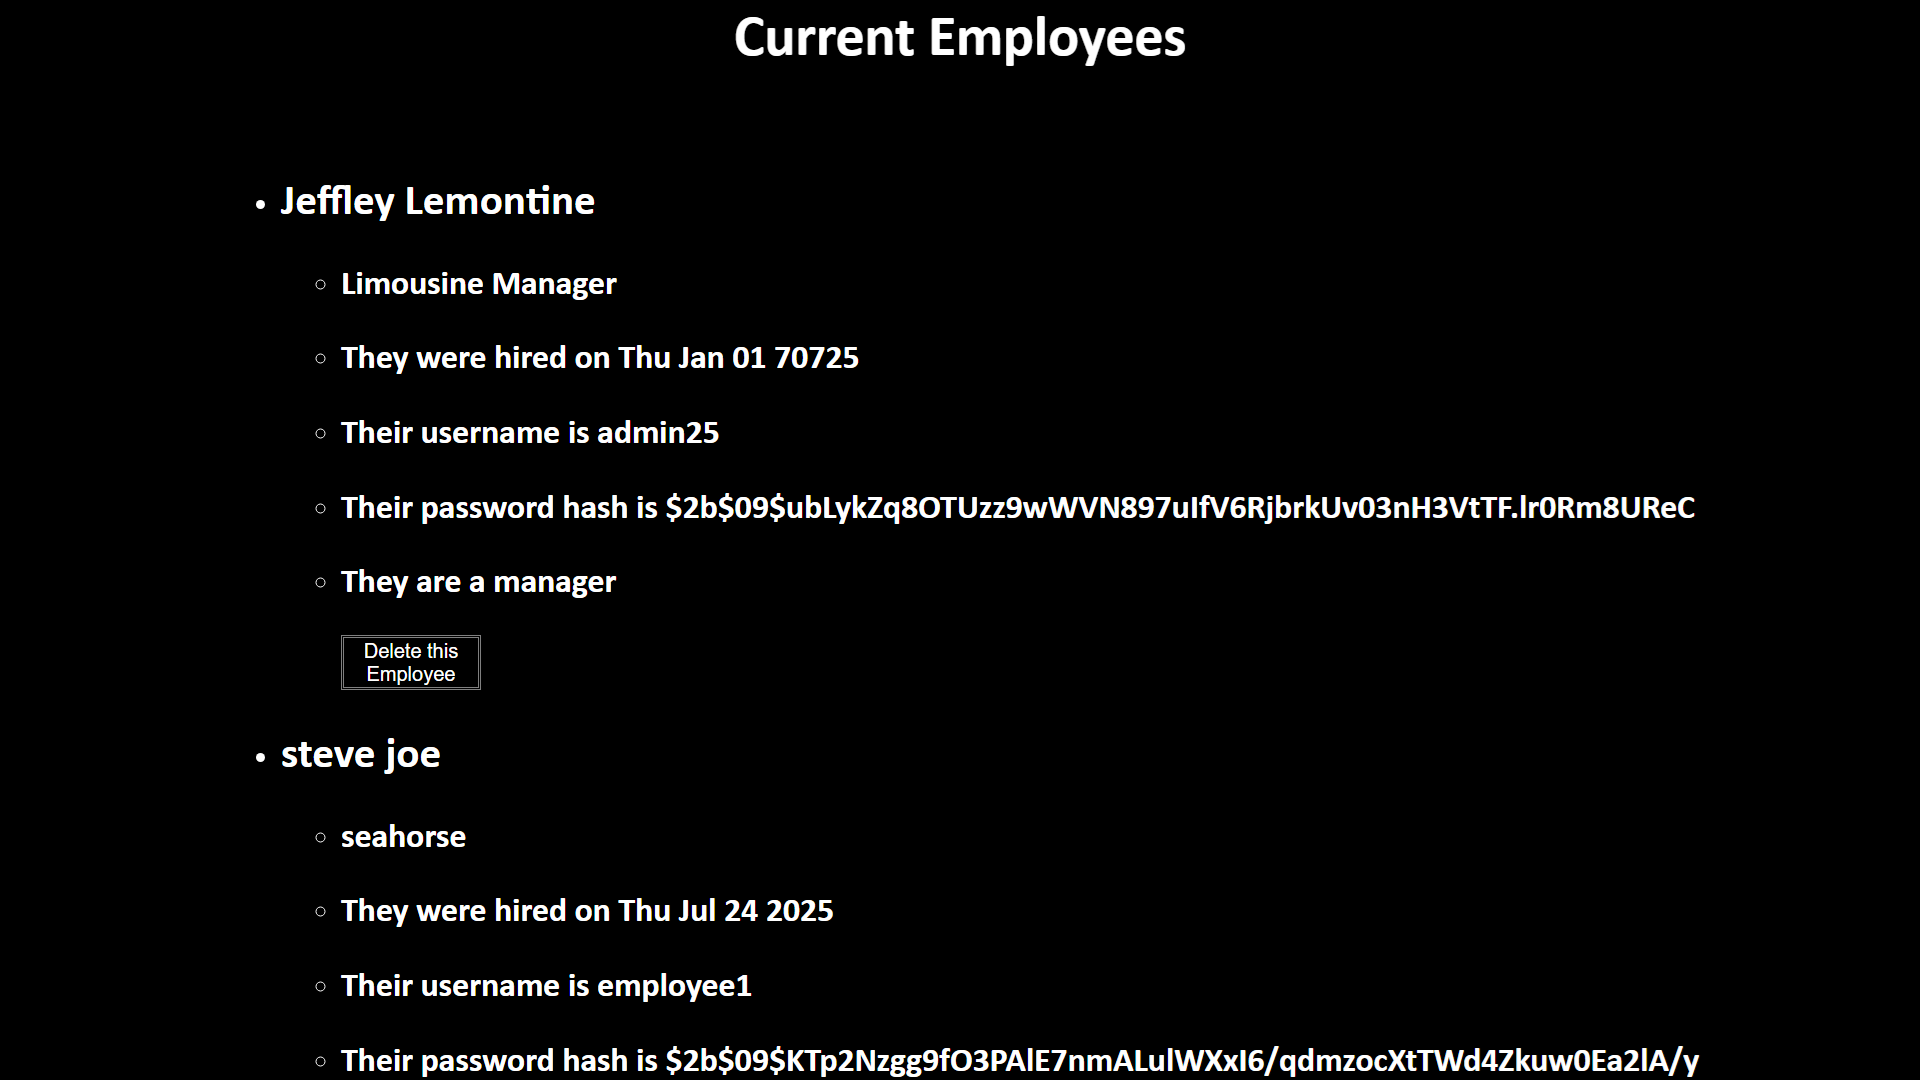 Current Employees
Jeffley Lemontine
Limousine Manager
They were hired on Thu Jan 01 70725
Their username is admin25
Their password hash is $2b$09$ubLykZq8OTUzz9wWVN897uIfV6RjbrkUv03nH3VtTF.lr0Rm8UReC
They are a manager
Delete this
Employee
steve joe
seahorse
They were hired on Thu Jul 24 2025
Their username is employee1
Their password hash is $2b$09$KTp2Nzgg9fO3PAlE7nmALulWXxI6/qdmzocXtTWd4Zkuw0Ea2lA/y